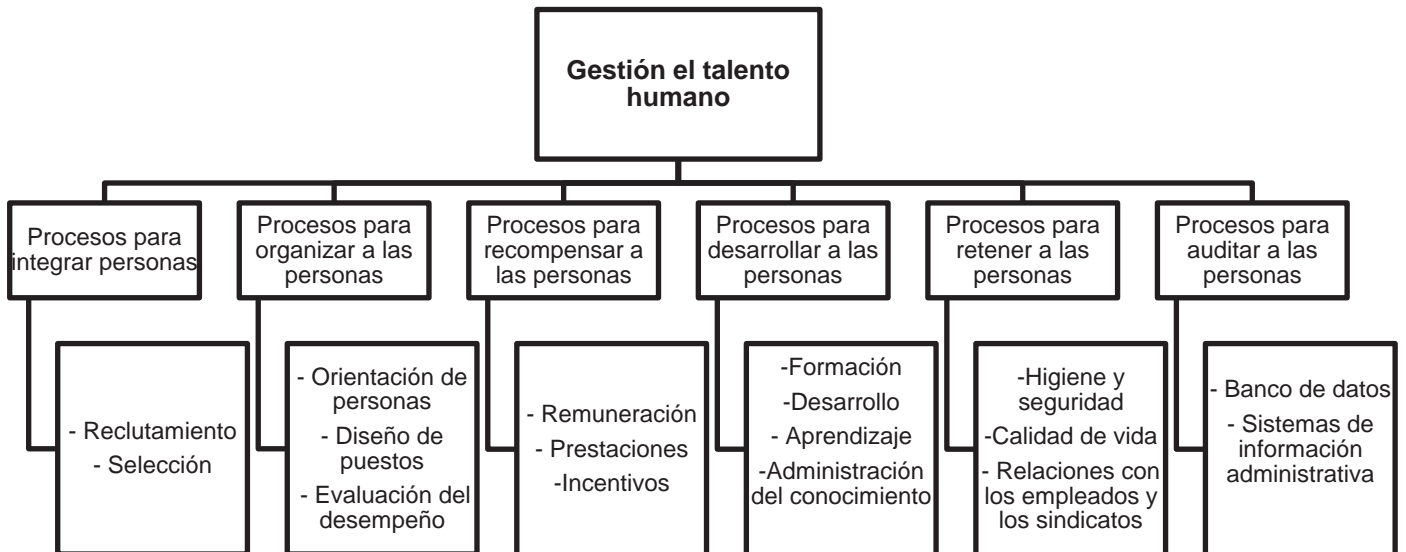 Gestión el talento
humano
Procesos para
integrar personas
Procesos para
organizar a las
personas
Procesos para
recompensar a
las personas
Procesos para
desarrollar a las
personas
Procesos para
retener a las
personas
Procesos para
auditar a las
personas
- Reclutamiento
- Selección
- Orientación de
personas
- Diseño de
puestos
- Evaluación del
desempeño
- Remuneración
- Prestaciones
-Incentivos
-Formación
-Desarrollo
- Aprendizaje
-Administración
del conocimiento
-Higiene y
seguridad
-Calidad de vida
- Relaciones con
los empleados y
los sindicatos
- Banco de datos
- Sistemas de
información
administrativa